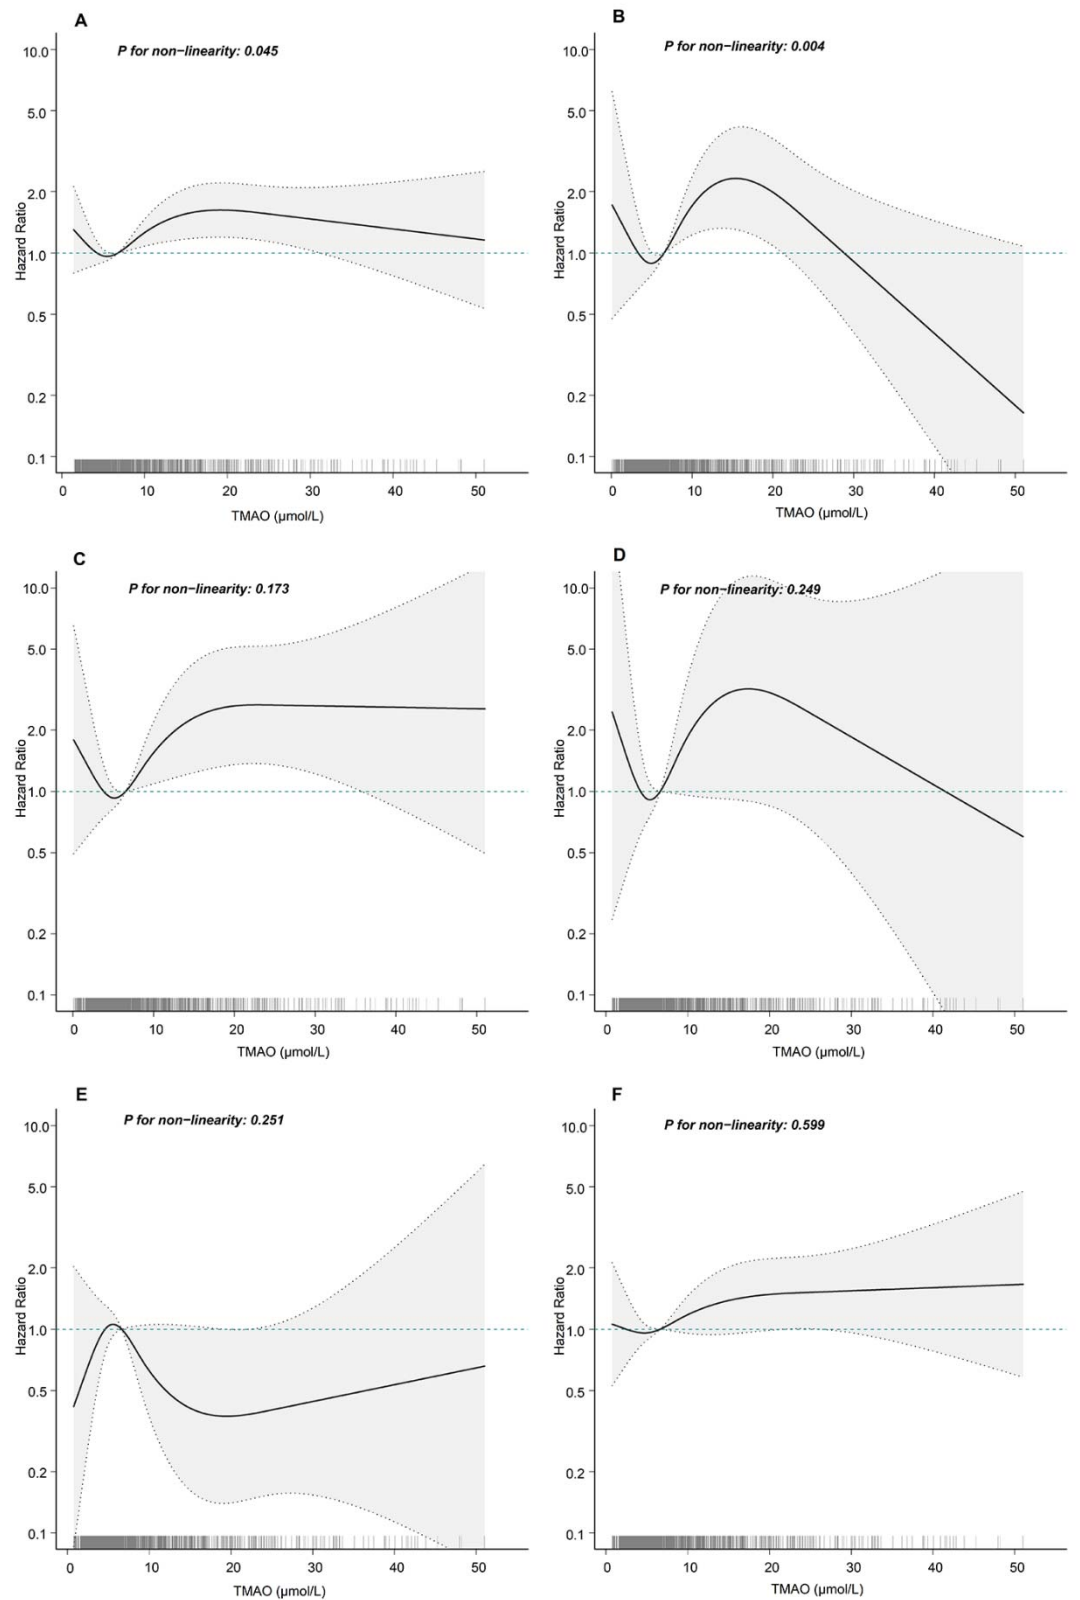 A
P for non−linearity: 0.045
10.0
5.0
2.0
1.0
0.5
0.2
0.1
Hazard Ratio
0 10 20 30 40 50
TMAO (μmol/L)
B
P for non−linearity: 0.004
10.0
5.0
2.0
1.0
0.5
0.2
0.1
Hazard Ratio
0 10 20 30 40 50
TMAO (μmol/L)
C
P for non−linearity: 0.173
10.0
5.0
2.0
1.0
0.5
0.2
0.1
Hazard Ratio
0 10 20 30 40 50
TMAO (μmol/L)
D
P for non−linearity: 0.249
10.0
5.0
2.0
1.0
0.5
0.2
0.1
Hazard Ratio
0 10 20 30 40 50
TMAO (μmol/L)
E
P for non−linearity: 0.251
10.0
5.0
2.0
1.0
0.5
0.2
0.1
Hazard Ratio
0 10 20 30 40 50
TMAO (μmol/L)
F
P for non−linearity: 0.599
10.0
5.0
2.0
1.0
0.5
0.2
0.1
Hazard Ratio
0 10 20 30 40 50
TMAO (μmol/L)